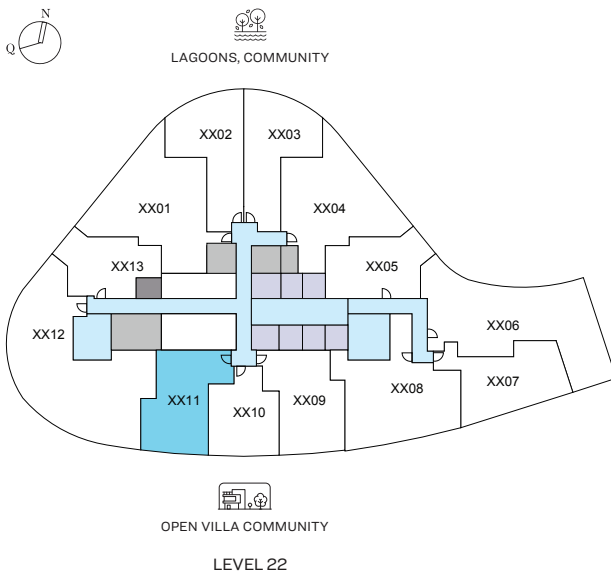 N
Q
LAGOONS, COMMUNITY
XX02
XX03
XX01
XX04
XX13
XX05
XX12
XX06
XX11
XX10
XX09
XX08
XX07
OPEN VILLA COMMUNITY
LEVEL 22